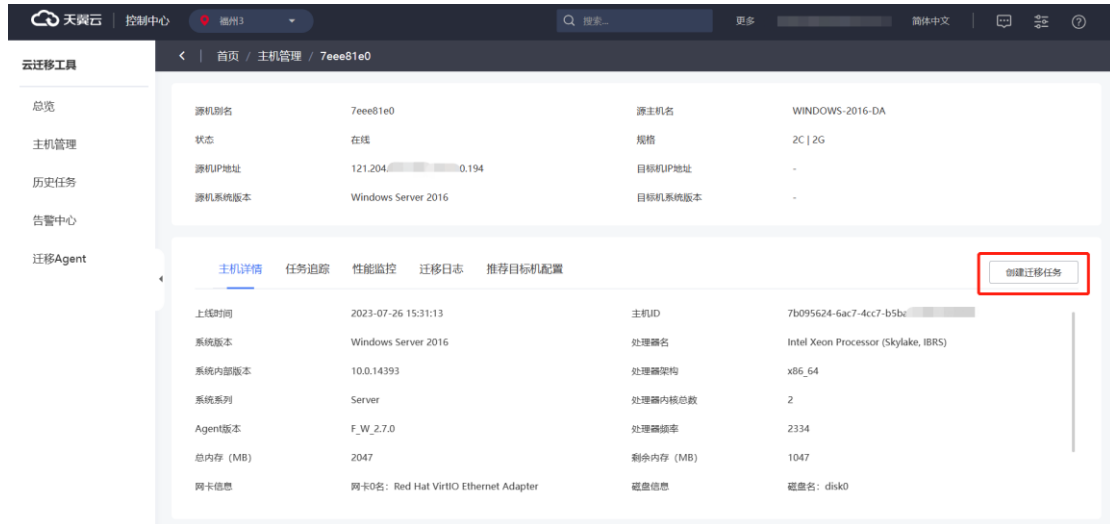 天翼云 控制中心 福州3 搜索... 更多 简体中文
云迁移工具
首页 / 主机管理 / 7eee81e0
总览
主机管理
历史任务
告警中心
迁移Agent
源机别名 7eee81e0 源主机名 WINDOWS-2016-DA
状态 在线 规格 2C | 2G
源机IP地址 121.204. 0.194 目标机IP地址 -
源机系统版本 Windows Server 2016 目标机系统版本 -
主机详情 任务追踪 性能监控 迁移日志 推荐目标机配置 创建迁移任务
上线时间 2023-07-26 15:31:13 主机ID 7b095624-6ac7-4cc7-b5ba
系统版本 Windows Server 2016 处理器名 Intel Xeon Processor (Skylake, IBRS)
系统内部版本 10.0.14393 处理器架构 x86_64
系统系列 Server 处理器内核总数 2
Agent版本 F_W_2.7.0 处理器频率 2334
总内存 (MB) 2047 剩余内存 (MB) 1047
网卡信息 网卡0名: Red Hat VirtIO Ethernet Adapter 磁盘信息 磁盘名: disk0